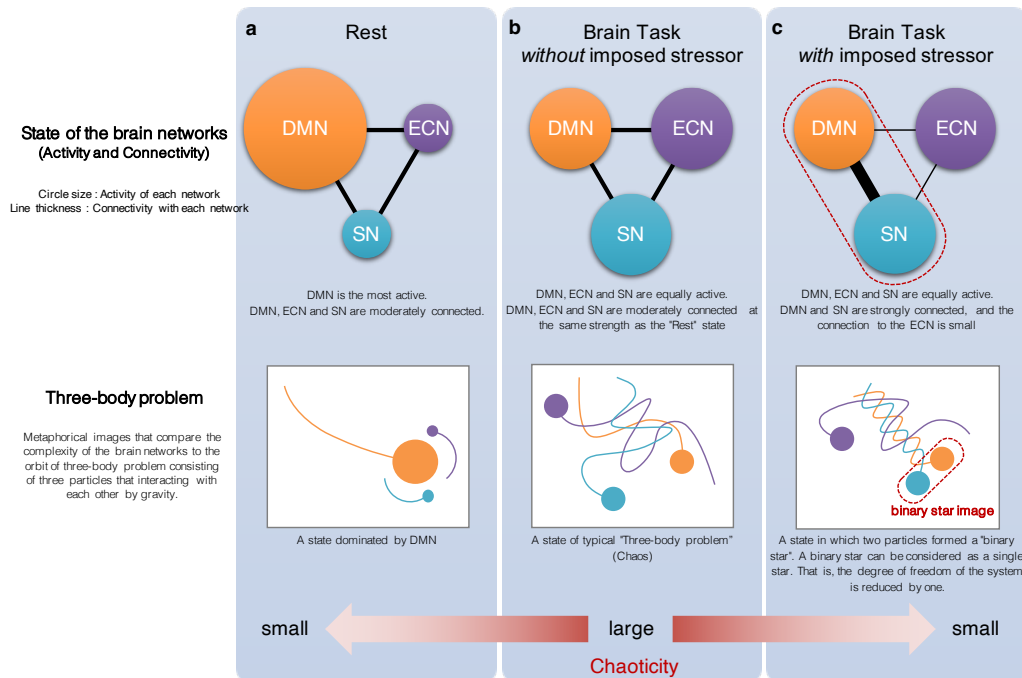 a
Rest
b
Brain Task
without imposed stressor
c
Brain Task
with imposed stressor
State of the brain networks
(Activity and Connectivity)
Circle size : Activity of each network
Line thickness : Connectivity with each network
DMN
ECN
SN
DMN
ECN
SN
DMN
ECN
SN
DMN is the most active.
DMN, ECN and SN are moderately connected.
DMN, ECN and SN are equally active.
DMN, ECN and SN are moderately connected at
the same strength as the "Rest" state
DMN, ECN and SN are equally active.
DMN and SN are strongly connected, and the
connection to the ECN is small
Three-body problem
Metaphorical images that compare the
complexity of the brain networks to the
orbit of three-body problem consisting
of three particles that interacting with
each other by gravity.
binary star image
A state dominated by DMN
A state of typical "Three-body problem"
(Chaos)
A state in which two particles formed a "binary
star". A binary star can be considered as a single
star. That is, the degree of freedom of the system
is reduced by one.
small
large
small
Chaoticity